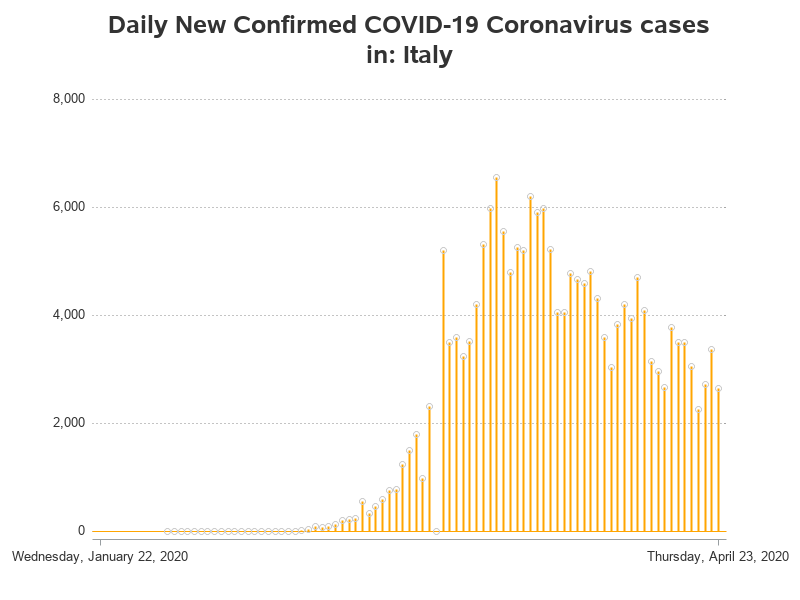 Daily New Confirmed COVID-19 Coronavirus cases
in: Italy
8,000
6,000
4,000
2,000
0
Wednesday, January 22, 2020 Thursday, April 23, 2020